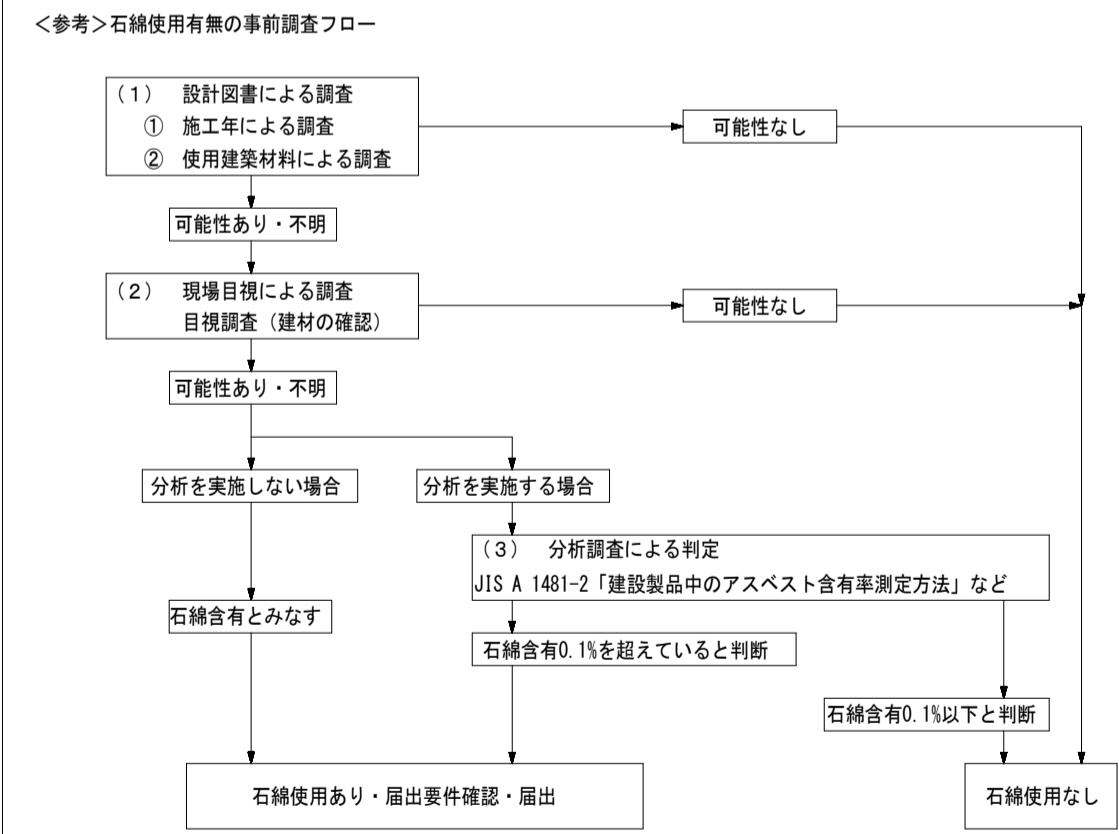 <参考>石綿使用有無の事前調査フロー
(1) 設計図書による調査
① 施工年による調査
② 使用建築材料による調査
可能性なし
可能性あり・不明
(2) 現場目視による調査
目視調査（建材の確認）
可能性なし
可能性あり・不明
分析を実施しない場合
分析を実施する場合
(3) 分析調査による判定
JIS A 1481-2「建設製品中のアスベスト含有率測定方法」など
石綿含有とみなす
石綿含有0.1%を超えていると判断
石綿含有0.1%以下と判断
石綿使用あり・届出要件確認・届出
石綿使用なし